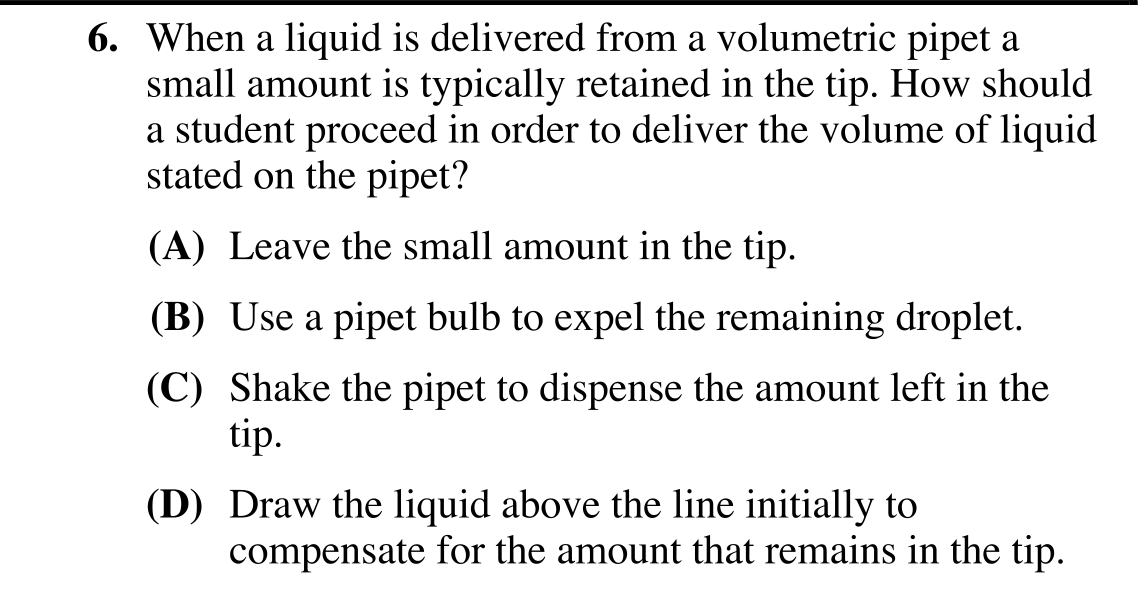 6. When a liquid is delivered from a volumetric pipet a
small amount is typically retained in the tip. How should
a student proceed in order to deliver the volume of liquid
stated on the pipet?
(A) Leave the small amount in the tip.
(B) Use a pipet bulb to expel the remaining droplet.
(C) Shake the pipet to dispense the amount left in the
tip.
(D) Draw the liquid above the line initially to
compensate for the amount that remains in the tip.